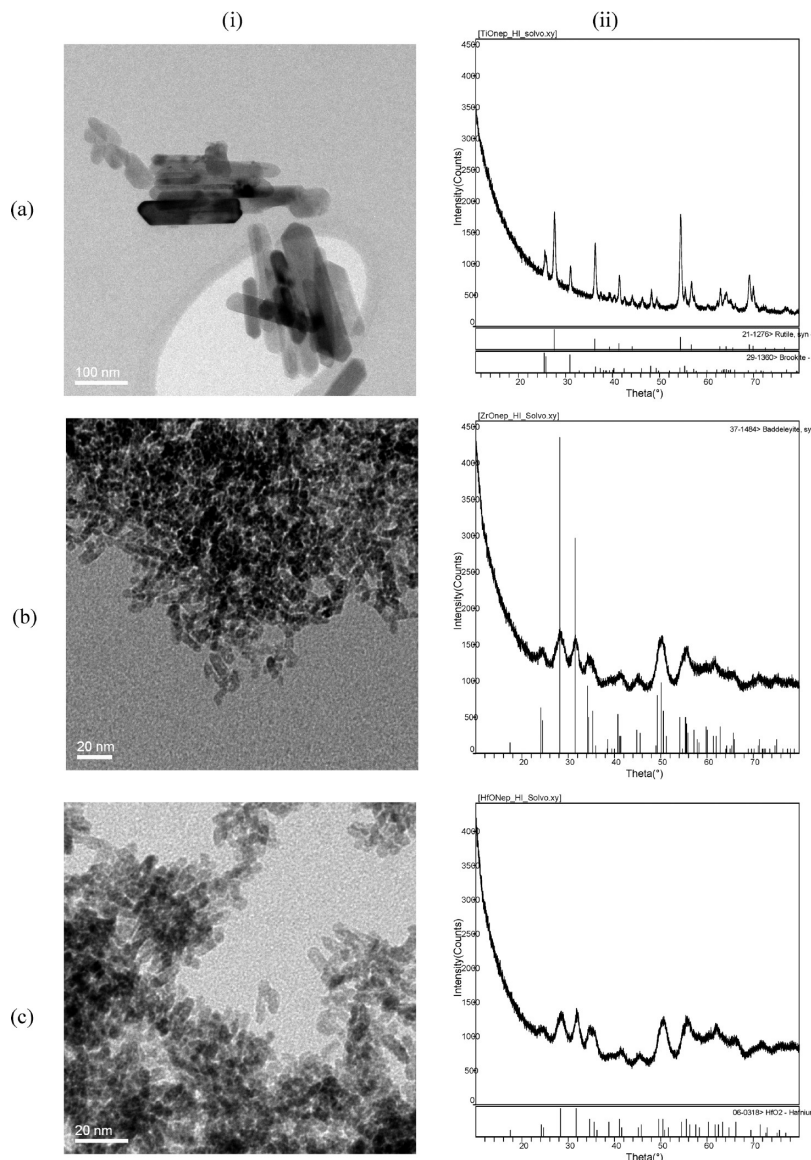 (i)
(ii)
(a)
100 nm
[TiOnep_HI_solvo.xy]
Intensity(Counts)
4500
4000
3500
3000
2500
2000
1500
1000
500
0
21-1276> Rutile, syn
29-1360> Brookite -
20 30 40 50 60 70
Theta(°)
(b)
20 nm
[ZrOnep_HI_Solvo.xy]
37-1484> Baddeleyite, sy
Intensity(Counts)
4500
4000
3500
3000
2500
2000
1500
1000
500
0
20 30 40 50 60 70
Theta(°)
(c)
20 nm
[HfONep_HI_Solvo.xy]
Intensity(Counts)
4000
3500
3000
2500
2000
1500
1000
500
0
06-0318> HfO2 - Hafniu
20 30 40 50 60 70
Theta(°)